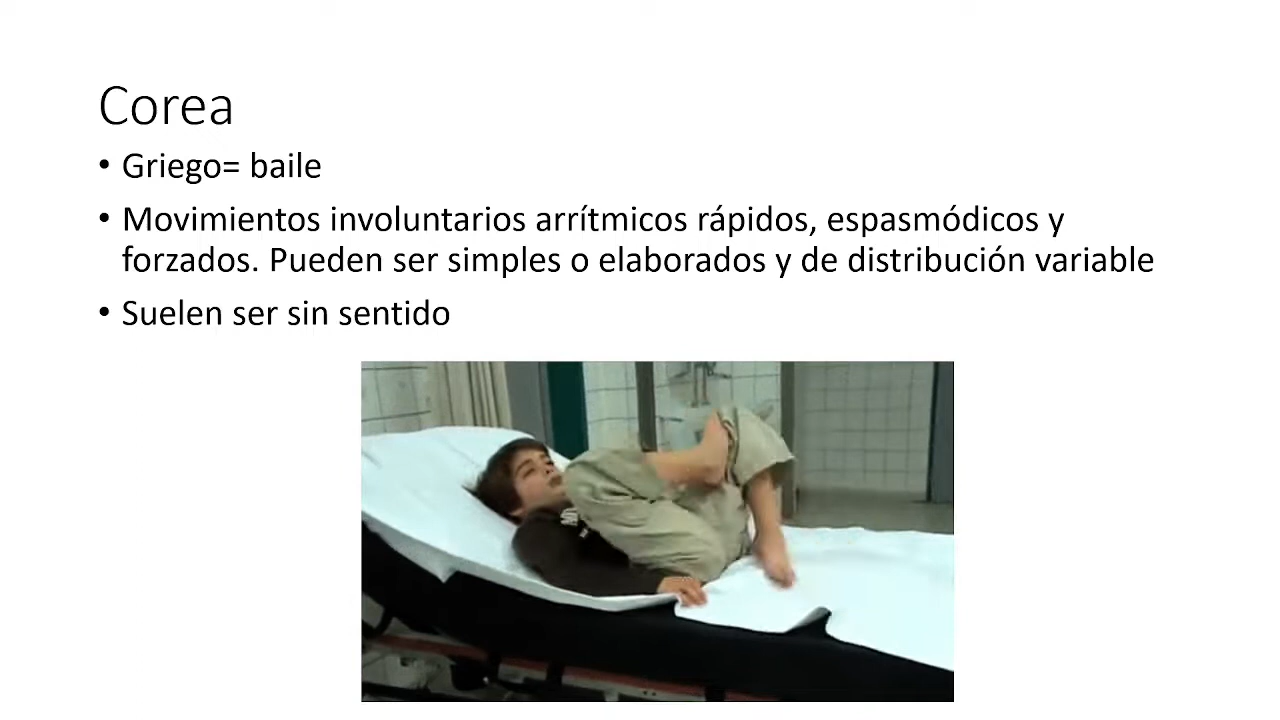 Corea
• Griego= baile
• Movimientos involuntarios arrítmicos rápidos, espasmódicos y
forzados. Pueden ser simples o elaborados y de distribución variable
• Suelen ser sin sentido